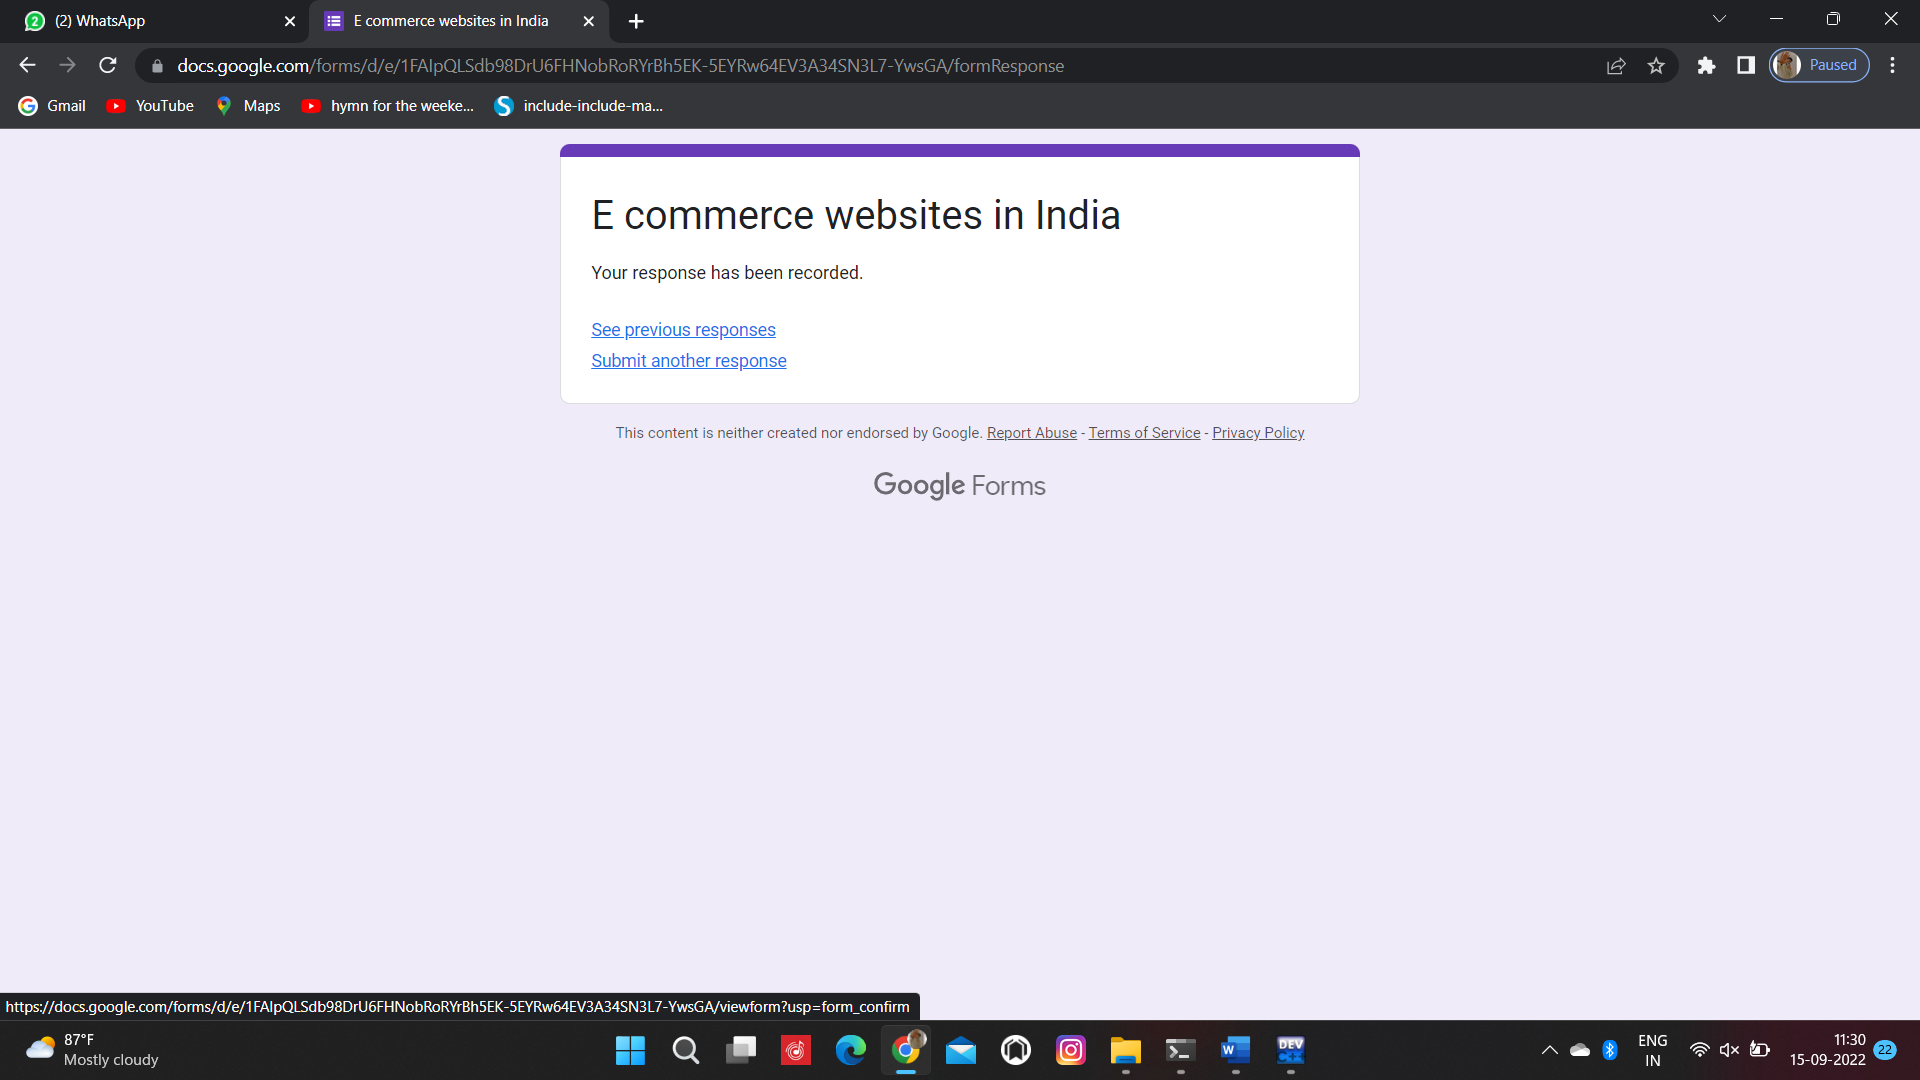 (2) WhatsApp
E commerce websites in India
docs.google.com/forms/d/e/1FAIpQLSdb98DrU6FHNobRoRYrBh5EK-5EYRw64EV3A34SN3L7-YwsGA/formResponse
Paused
Gmail
YouTube
Maps
hymn for the weeke...
include-include-ma...
E commerce websites in India
Your response has been recorded.
See previous responses
Submit another response
This content is neither created nor endorsed by Google. Report Abuse - Terms of Service - Privacy Policy
Google Forms
https://docs.google.com/forms/d/e/1FAIpQLSdb98DrU6FHNobRoRYrBh5EK-5EYRw64EV3A34SN3L7-YwsGA/viewform?usp=form_confirm
87°F
Mostly cloudy
W
DEV
C++
ENG
IN
11:30
15-09-2022
22